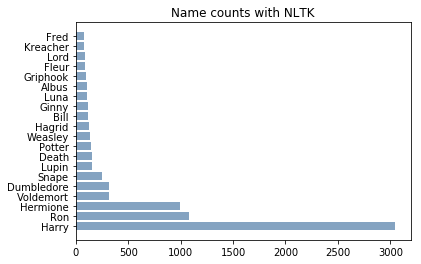 Name counts with NLTK
Fred
Kreacher
Lord
Fleur
Griphook
Albus
Luna
Ginny
Bill
Hagrid
Weasley
Potter
Death
Lupin
Snape
Dumbledore
Voldemort
Hermione
Ron
Harry
0 500 1000 1500 2000 2500 3000